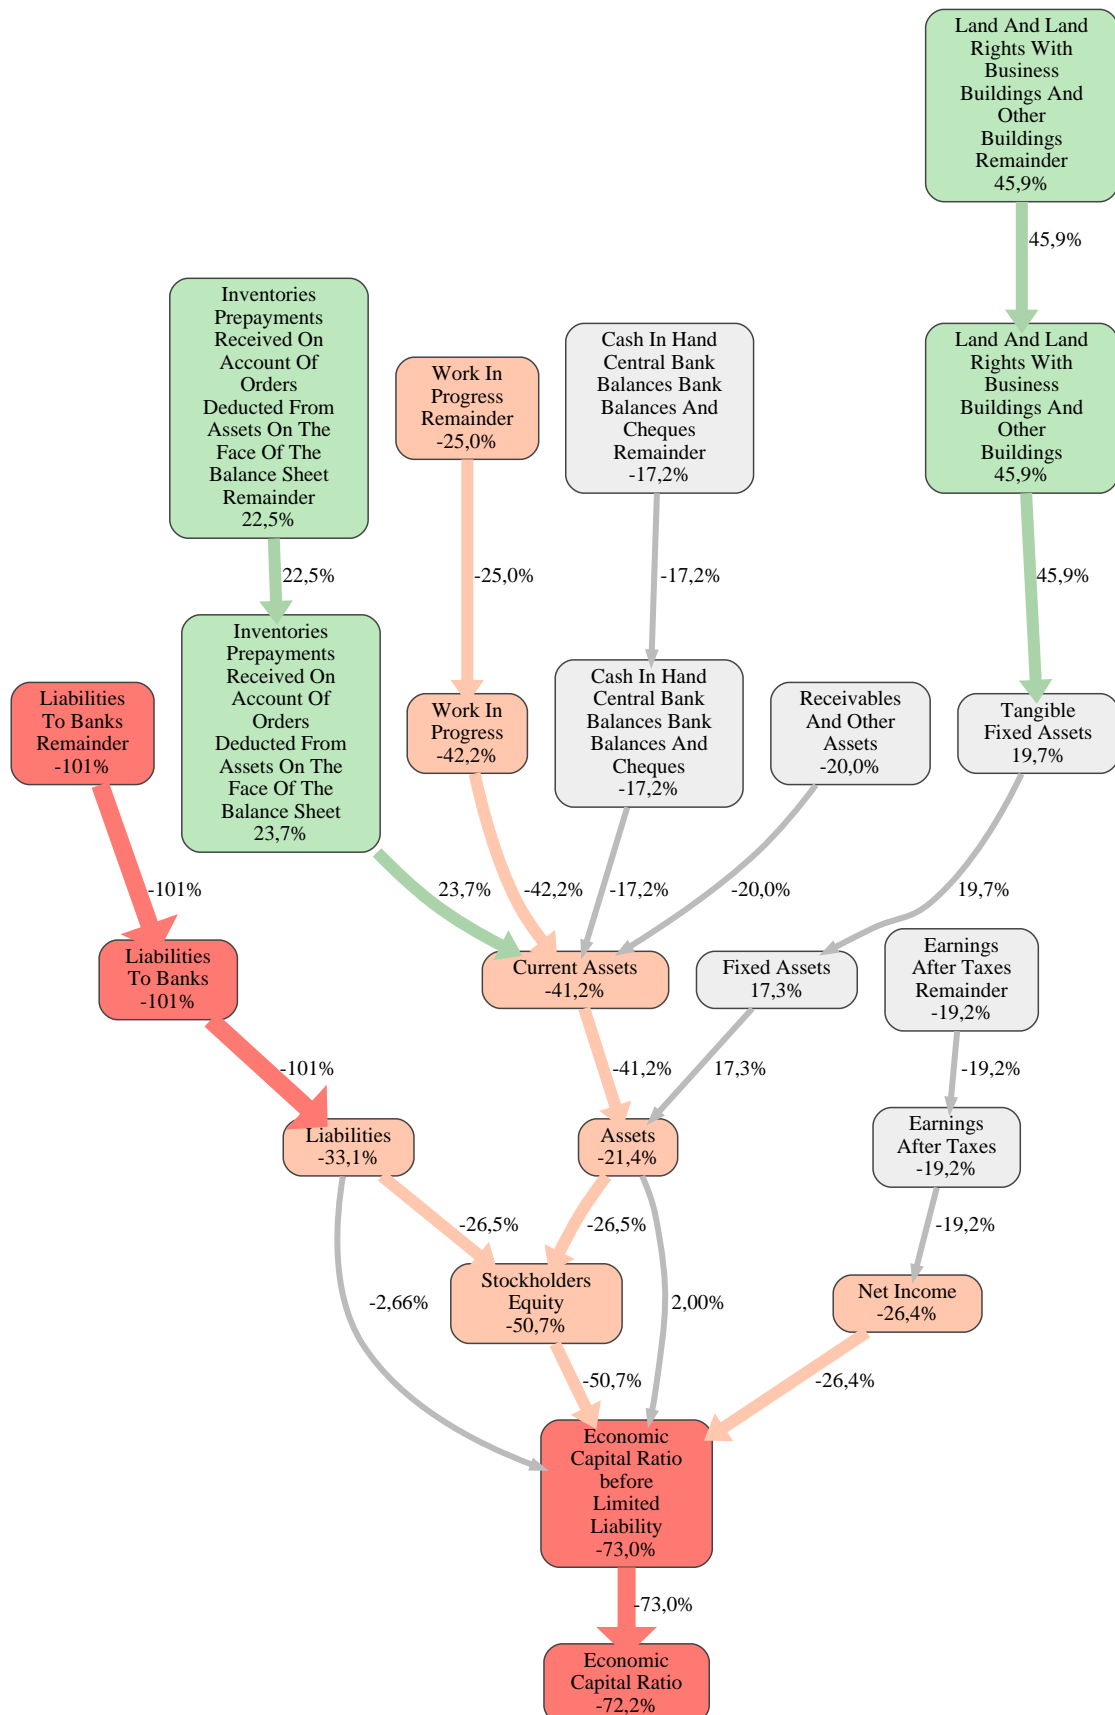 Land And Land
Rights With
Business
Buildings And
Other
Buildings
Remainder
45,9%
45,9%
Inventories
Prepayments
Received On
Account Of
Orders
Deducted From
Assets On The
Face Of The
Balance Sheet
Remainder
22,5%
Work In
Progress
Remainder
-25,0%
Cash In Hand
Central Bank
Balances Bank
Balances And
Cheques
Remainder
-17,2%
Land And Land
Rights With
Business
Buildings And
Other
Buildings
45,9%
22,5%
-25,0%
-17,2%
45,9%
Liabilities
To Banks
Remainder
-101%
Inventories
Prepayments
Received On
Account Of
Orders
Deducted From
Assets On The
Face Of The
Balance Sheet
23,7%
Work In
Progress
-42,2%
Cash In Hand
Central Bank
Balances Bank
Balances And
Cheques
-17,2%
Receivables
And Other
Assets
-20,0%
Tangible
Fixed Assets
19,7%
-101%
23,7%
-42,2%
-17,2%
-20,0%
19,7%
Liabilities
To Banks
-101%
Current Assets
-41,2%
Fixed Assets
17,3%
Earnings
After Taxes
Remainder
-19,2%
-101%
-41,2%
17,3%
-19,2%
Liabilities
-33,1%
Assets
-21,4%
Earnings
After Taxes
-19,2%
-26,5%
-26,5%
-19,2%
-2,66%
Stockholders
Equity
-50,7%
2,00%
Net Income
-26,4%
-50,7%
-26,4%
Economic
Capital Ratio
before
Limited
Liability
-73,0%
-73,0%
Economic
Capital Ratio
-72,2%